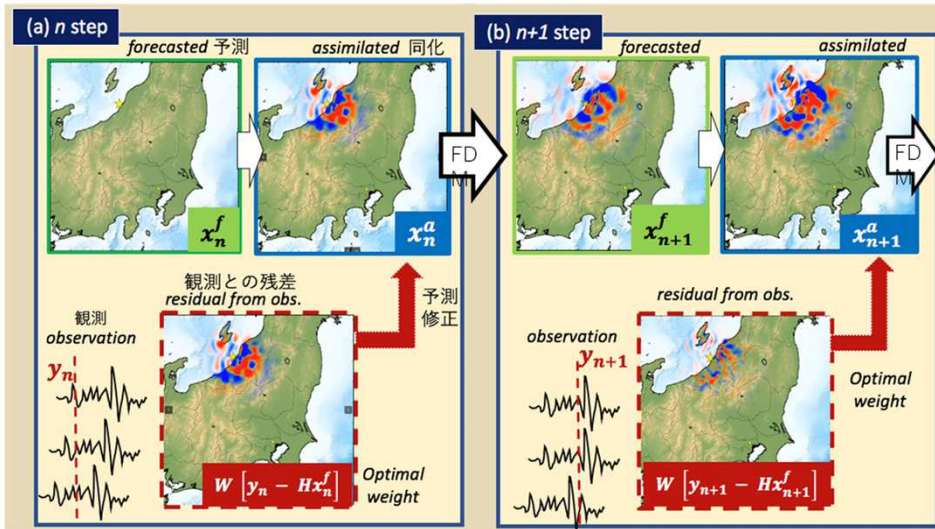 (a) n step
forecasted 予測
assimilated 同化
x_n^f
x_n^a
FD
M
観測との残差
residual from obs.
予測
修正
観測
observation
y_n
W [y_n − Hx_n^f]
Optimal
weight
(b) n+1 step
forecasted
assimilated
x_{n+1}^f
x_{n+1}^a
FD
M
residual from obs.
observation
y_{n+1}
W [y_{n+1} − Hx_{n+1}^f]
Optimal
weight